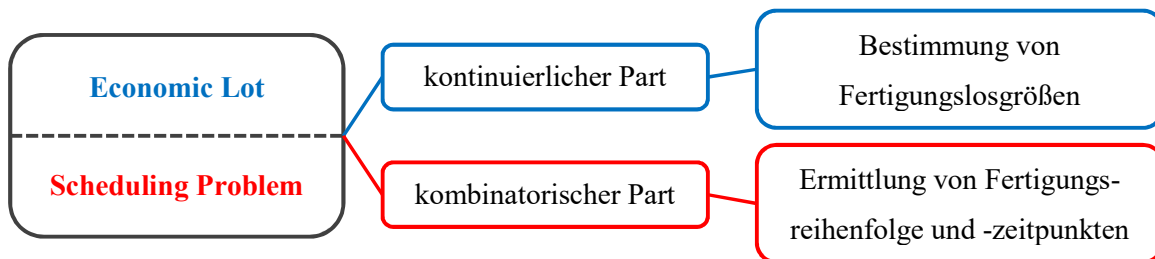 Economic Lot
Scheduling Problem
kontinuierlicher Part
Bestimmung von
Fertigungslosgrößen
kombinatorischer Part
Ermittlung von Fertigungs-
reihenfolge und -zeitpunkten